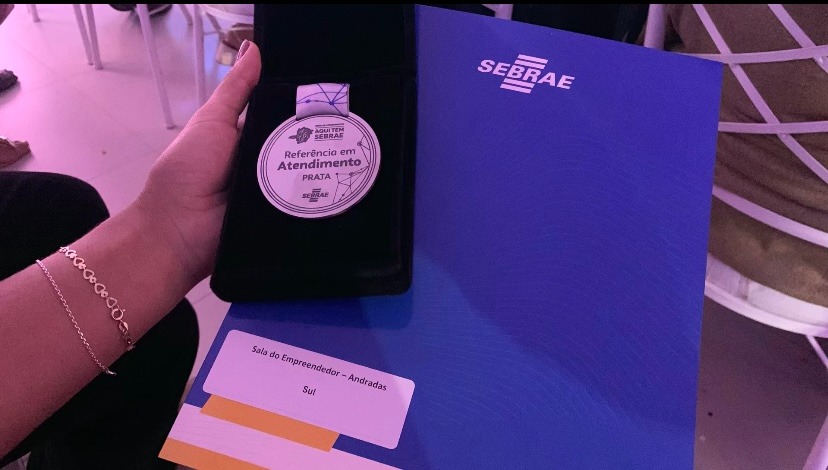 SEBRAE
AQUI TEM
SEBRAE
Referência em
Atendimento
PRATA
SEBRAE
Sala do Empreendedor – Andradas
Sul